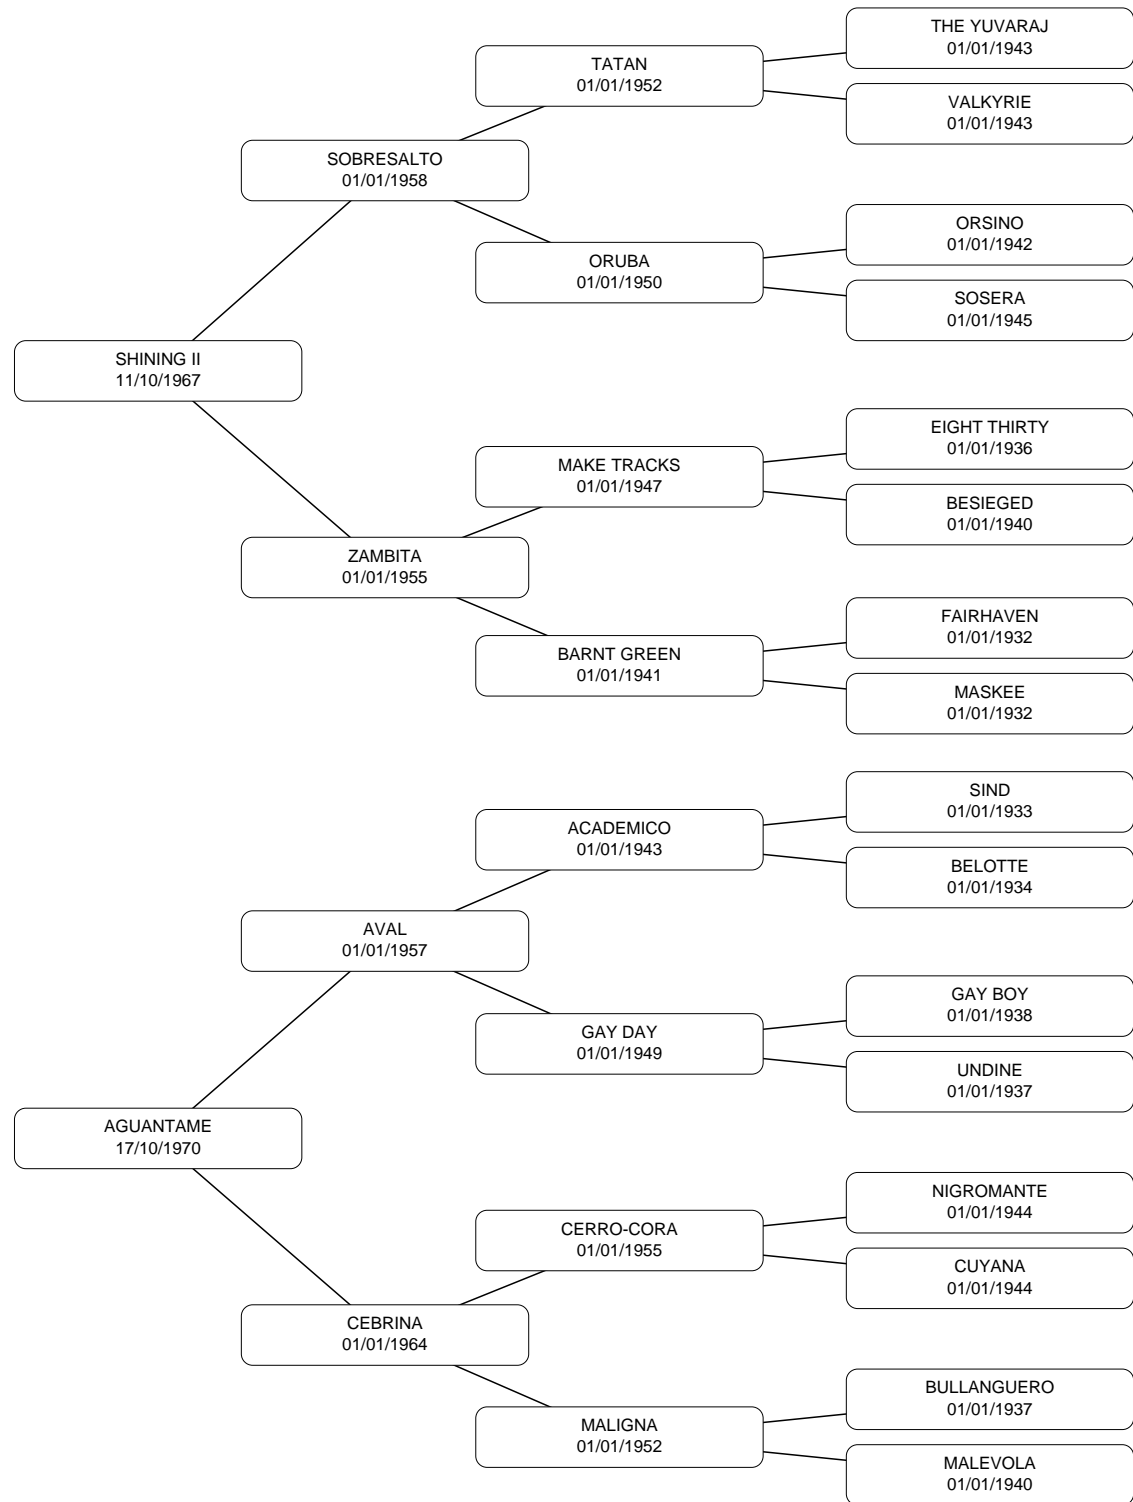 THE YUVARAJ
01/01/1943
TATAN
01/01/1952
VALKYRIE
01/01/1943
SOBRESALTO
01/01/1958
ORSINO
01/01/1942
ORUBA
01/01/1950
SOSERA
01/01/1945
SHINING II
11/10/1967
EIGHT THIRTY
01/01/1936
MAKE TRACKS
01/01/1947
BESIEGED
01/01/1940
ZAMBITA
01/01/1955
FAIRHAVEN
01/01/1932
BARNT GREEN
01/01/1941
MASKEE
01/01/1932
SIND
01/01/1933
ACADEMICO
01/01/1943
BELOTTE
01/01/1934
AVAL
01/01/1957
GAY BOY
01/01/1938
GAY DAY
01/01/1949
UNDINE
01/01/1937
AGUANTAME
17/10/1970
NIGROMANTE
01/01/1944
CERRO-CORA
01/01/1955
CUYANA
01/01/1944
CEBRINA
01/01/1964
BULLANGUERO
01/01/1937
MALIGNA
01/01/1952
MALEVOLA
01/01/1940